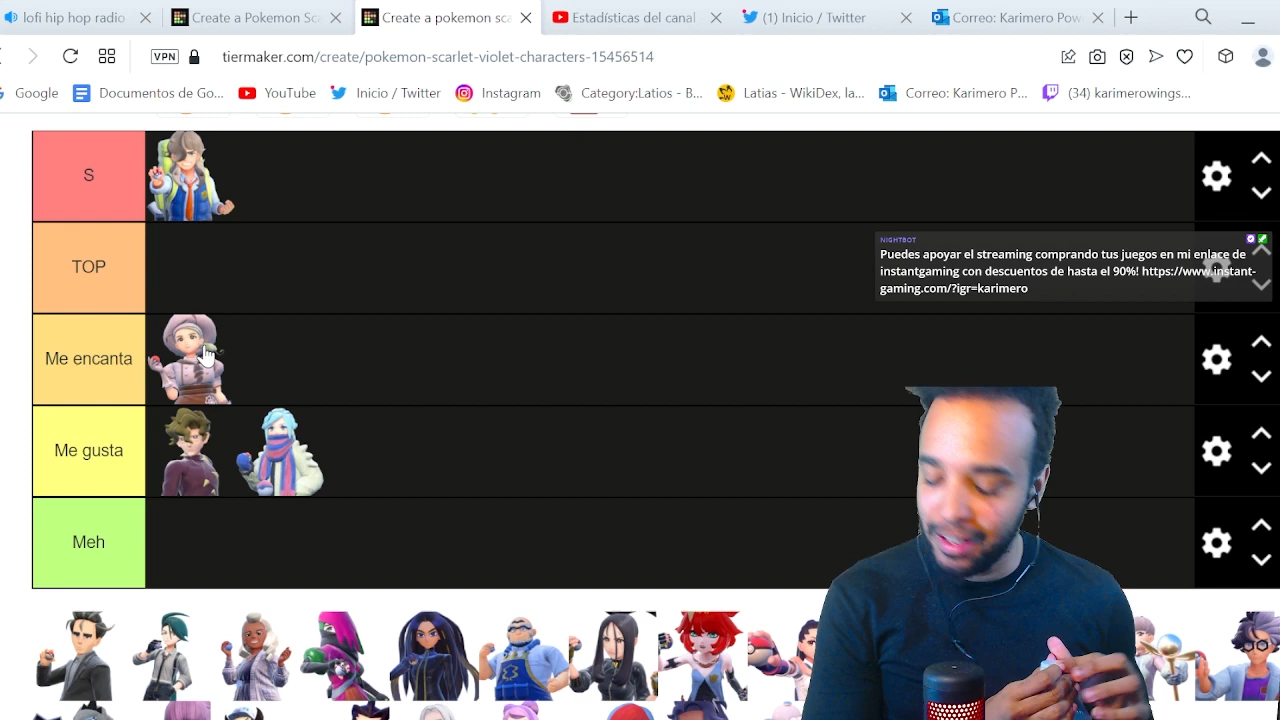 lofi hip hop radio
Create a Pokemon Sc
Create a pokemon sc
Estadísticas del canal
(1) Inicio / Twitter
Correo: Karimero Pow
VPN
tiermaker.com/create/pokemon-scarlet-violet-characters-15456514
Google
Documentos de Go...
YouTube
Inicio / Twitter
Instagram
Category:Latios - B...
Latias - WikiDex, la...
Correo: Karimero P...
(34) karimerowings...
S
TOP
NIGHTBOT
Puedes apoyar el streaming comprando tus juegos en mi enlace de
instantgaming con descuentos de hasta el 90%! https://www.instant-
gaming.com/?igr=karimero
Me encanta
Me gusta
Meh